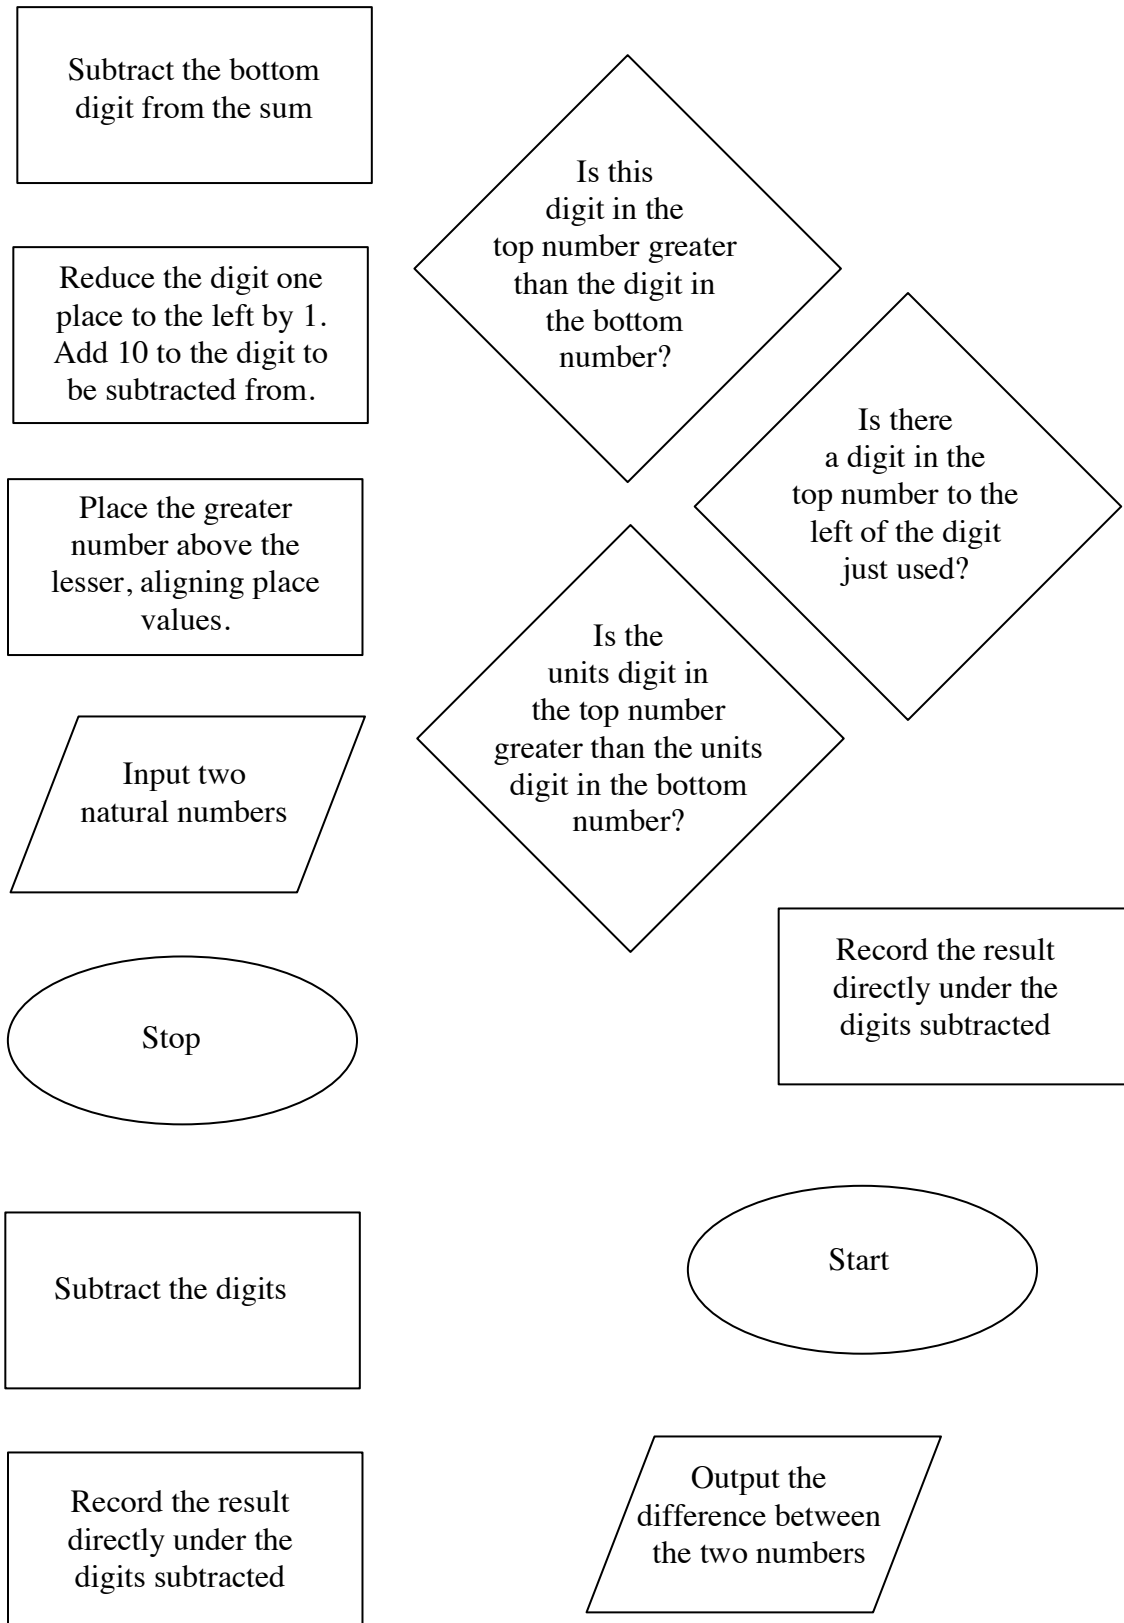 Subtract the bottom
digit from the sum
Is this
digit in the
top number greater
than the digit in
the bottom
number?
Reduce the digit one
place to the left by 1.
Add 10 to the digit to
be subtracted from.
Is there
a digit in the
top number to the
left of the digit
just used?
Place the greater
number above the
lesser, aligning place
values.
Is the
units digit in
the top number
greater than the units
digit in the bottom
number?
Input two
natural numbers
Record the result
directly under the
digits subtracted
Stop
Subtract the digits
Start
Record the result
directly under the
digits subtracted
Output the
difference between
the two numbers